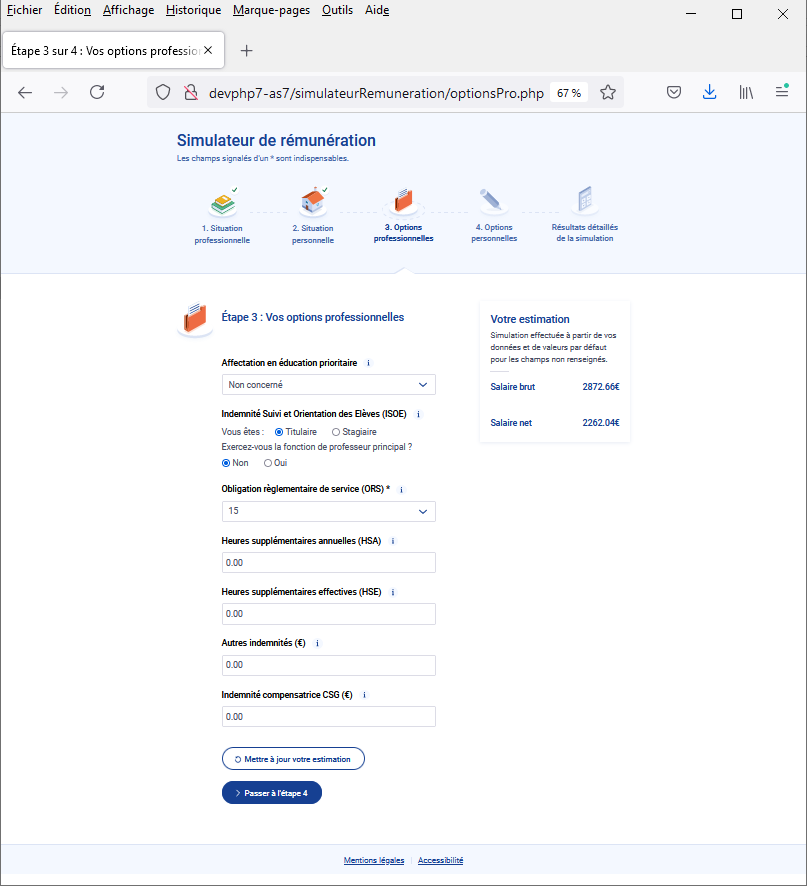 Fichier Édition Affichage Historique Marque-pages Outils Aide
Étape 3 sur 4 : Vos options professio
devphp7-as7/simulateurRemuneration/optionsPro.php 67 %
Simulateur de rémunération
Les champs signalés d'un * sont indispensables.
1. Situation professionnelle
2. Situation personnelle
3. Options professionnelles
4. Options personnelles
Résultats détaillés de la simulation
Étape 3 : Vos options professionnelles
Affectation en éducation prioritaire i
Non concerné
Indemnité Suivi et Orientation des Elèves (ISOE) i
Vous êtes : Titulaire Stagiaire
Exercez-vous la fonction de professeur principal ?
Non Oui
Obligation règlementaire de service (ORS) * i
15
Heures supplémentaires annuelles (HSA) i
0.00
Heures supplémentaires effectives (HSE) i
0.00
Autres indemnités (€) i
0.00
Indemnité compensatrice CSG (€) i
0.00
Mettre à jour votre estimation
Passer à l'étape 4
Votre estimation
Simulation effectuée à partir de vos
données et de valeurs par défaut
pour les champs non renseignés.
Salaire brut 2872.66€
Salaire net 2262.04€
Mentions légales Accessibilité